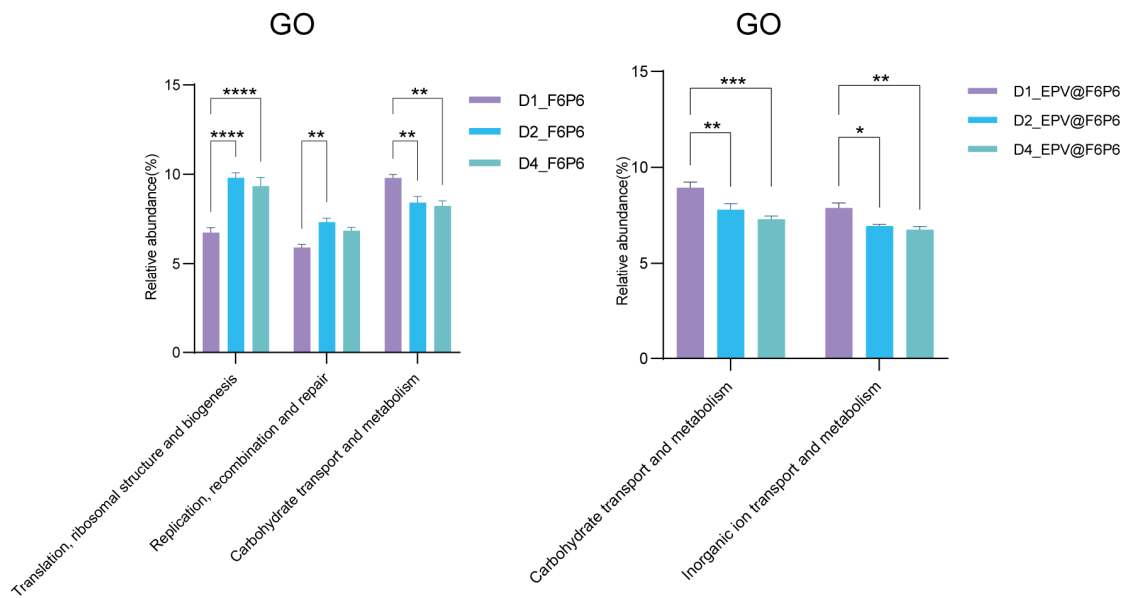 GO
15
10
5
0
Relative abundance(%)
****
****
**
**
**
D1_F6P6
D2_F6P6
D4_F6P6
Translation, ribosomal structure and biogenesis
Replication, recombination and repair
Carbohydrate transport and metabolism
GO
15
10
5
0
Relative abundance(%)
***
**
**
*
D1_EPV@F6P6
D2_EPV@F6P6
D4_EPV@F6P6
Carbohydrate transport and metabolism
Inorganic ion transport and metabolism